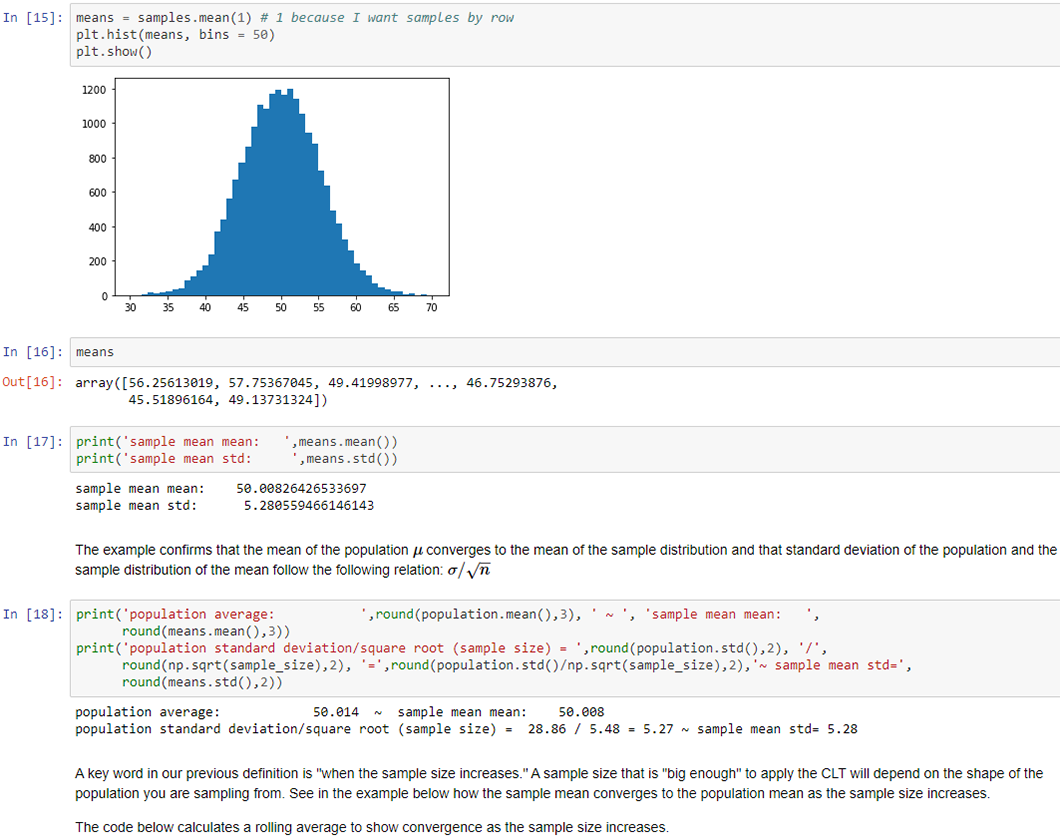 In [15]: means = samples.mean(1) # 1 because I want samples by row
plt.hist(means, bins = 50)
plt.show()
1200
1000
800
600
400
200
0
30 35 40 45 50 55 60 65 70
In [16]: means
Out[16]: array([56.25613019, 57.75367045, 49.41998977, ..., 46.75293876,
45.51896164, 49.13731324])
In [17]: print('sample mean mean:   ',means.mean())
print('sample mean std:     ',means.std())
sample mean mean:    50.00826426533697
sample mean std:      5.280559466146143
The example confirms that the mean of the population μ converges to the mean of the sample distribution and that standard deviation of the population and the
sample distribution of the mean follow the following relation: σ/√n
In [18]: print('population average:           ',round(population.mean(),3), ' ~ ', 'sample mean mean:   ',
round(means.mean(),3))
print('population standard deviation/square root (sample size) = ',round(population.std(),2), '/',
round(np.sqrt(sample_size),2), '=',round(population.std()/np.sqrt(sample_size),2),'~ sample mean std=',
round(means.std(),2))
population average:            50.014  ~  sample mean mean:    50.008
population standard deviation/square root (sample size) =  28.86 / 5.48 = 5.27 ~ sample mean std= 5.28
A key word in our previous definition is "when the sample size increases." A sample size that is "big enough" to apply the CLT will depend on the shape of the
population you are sampling from. See in the example below how the sample mean converges to the population mean as the sample size increases.
The code below calculates a rolling average to show convergence as the sample size increases.